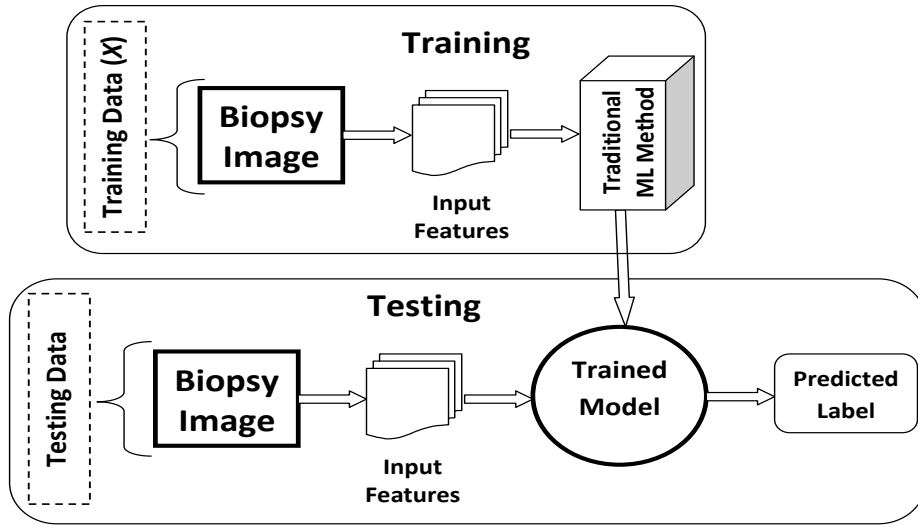 Training
Training Data (X)
Biopsy
Image
Input
Features
Traditional
ML Method
Testing
Testing Data
Biopsy
Image
Input
Features
Trained
Model
Predicted
Label